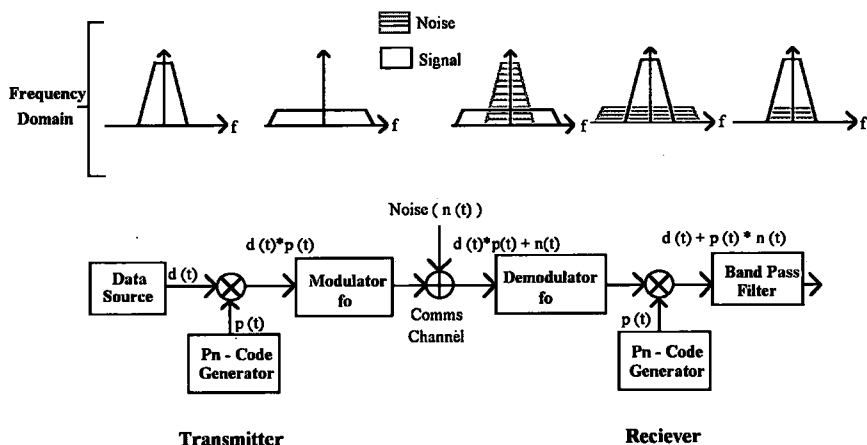 Noise
Signal
Frequency
Domain
f
f
f
f
f
Noise ( n (t) )
d (t)*p (t)
d (t)*p(t) + n(t)
d (t) + p (t) * n (t)
Data
Source
d (t)
Modulator
fo
Demodulator
fo
Band Pass
Filter
Comms
Channel
p (t)
p (t)
Pn - Code
Generator
Pn - Code
Generator
Transmitter
Reciever